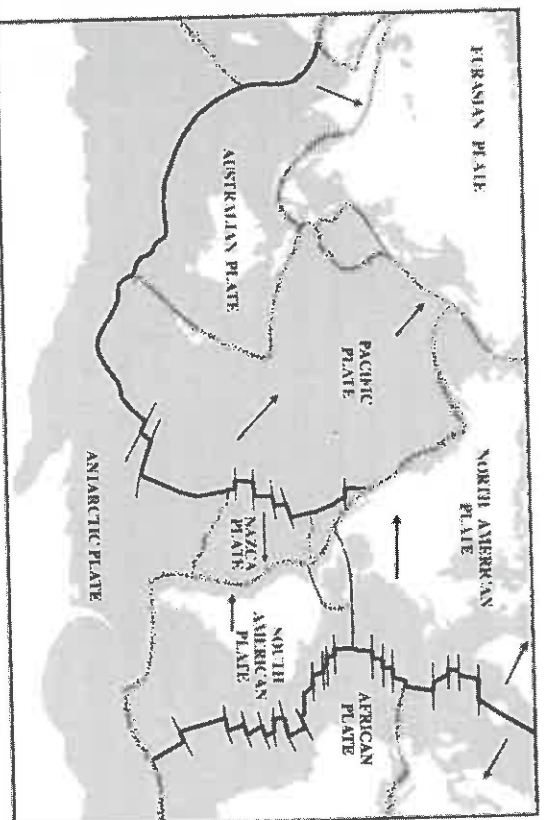 EURASIAN PLATE
NORTH AMERICAN
PLATE
PACIFIC
PLATE
AFRICAN
PLATE
AUSTRALIAN PLATE
NAZCA
PLATE
SOUTH
AMERICAN
PLATE
ANTARCTIC PLATE